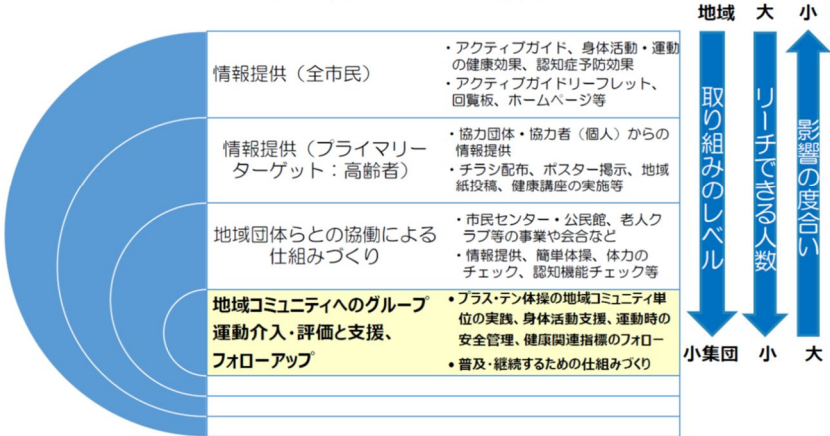 地域 大 小
情報提供（全市民）
・アクティブガイド、身体活動・運動
の健康効果、認知症予防効果
・アクティブガイドリーフレット、
回覧板、ホームページ等
情報提供（プライマリー
ターゲット：高齢者）
・協力団体・協力者（個人）からの
情報提供
・チラシ配布、ポスター掲示、地域
紙投稿、健康講座の実施等
地域団体らとの協働による
仕組みづくり
・市民センター・公民館、老人ク
ラブ等の事業や会合など
・情報提供、簡単体操、体力の
チェック、認知機能チェック等
地域コミュニティへのグループ
運動介入・評価と支援、
フォローアップ
•プラス・テン体操の地域コミュニティ単
位の実践、身体活動支援、運動時の
安全管理、健康関連指標のフォロー
•普及・継続するための仕組みづくり
取り組みのレベル
リーチできる人数
影響の度合い
小集団 小 大